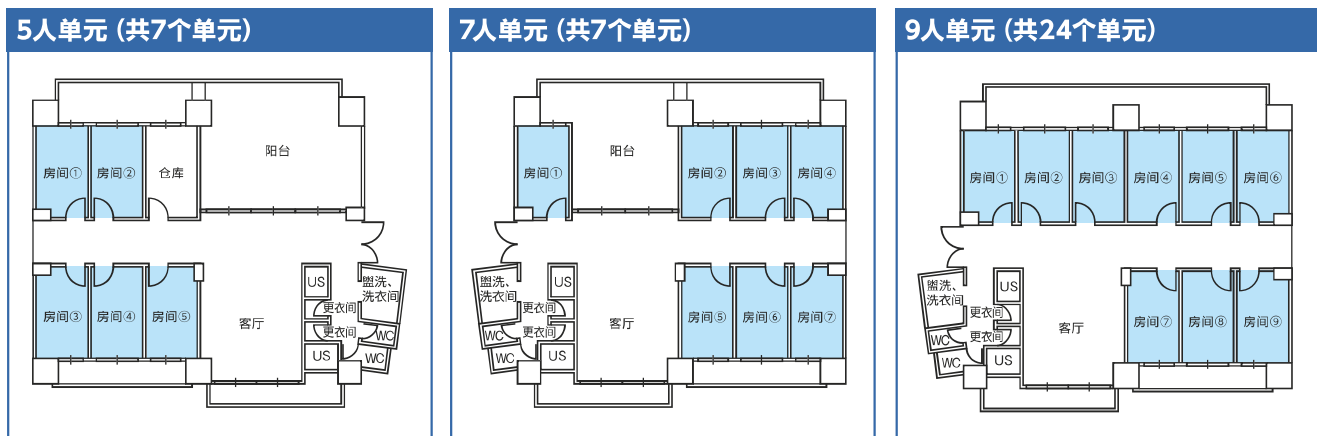 5人单元（共7个单元）
阳台
房间①
房间②
仓库
房间③
房间④
房间⑤
US
盥洗、
洗衣间
更衣间
更衣间
客厅
WC
US
WC
7人单元（共7个单元）
房间①
阳台
房间②
房间③
房间④
盥洗、
洗衣间
US
更衣间
更衣间
WC
WC
US
客厅
房间⑤
房间⑥
房间⑦
9人单元（共24个单元）
房间①
房间②
房间③
房间④
房间⑤
房间⑥
盥洗、
洗衣间
US
更衣间
更衣间
WC
WC
US
客厅
房间⑦
房间⑧
房间⑨